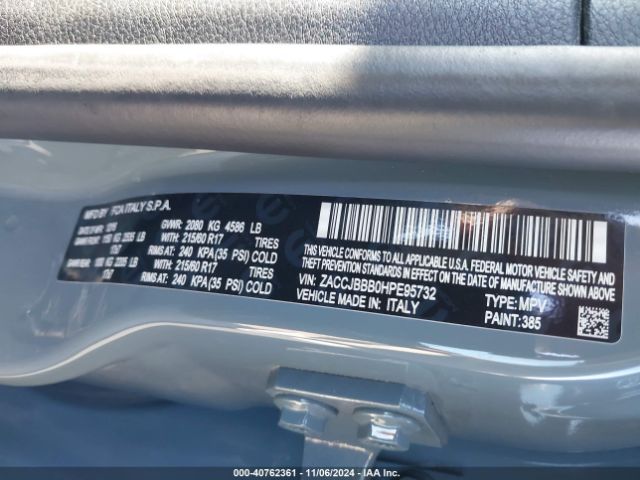 MFD. BY FCA ITALY S.P.A.
GVWR: 2080 KG 4586 LB
WITH: 215/60 R17 TIRES
RIMS AT: 240 KPA(35 PSI) COLD
WITH: 215/60 R17 TIRES
RIMS AT: 240 KPA(35 PSI) COLD
THIS VEHICLE CONFORMS TO ALL APPLICABLE U.S.A. FEDERAL MOTOR VEHICLE SAFETY, BUMPER, AND THEFT PREVENTION STANDARDS IN EFFECT ON THE DATE OF MANUFACTURE SHOWN ABOVE
VIN: ZACCJBBB0HPE95732 TYPE: MPV
VEHICLE MADE IN: ITALY PAINT: 385
000-40762361 - 11/06/2024 - IAA Inc.